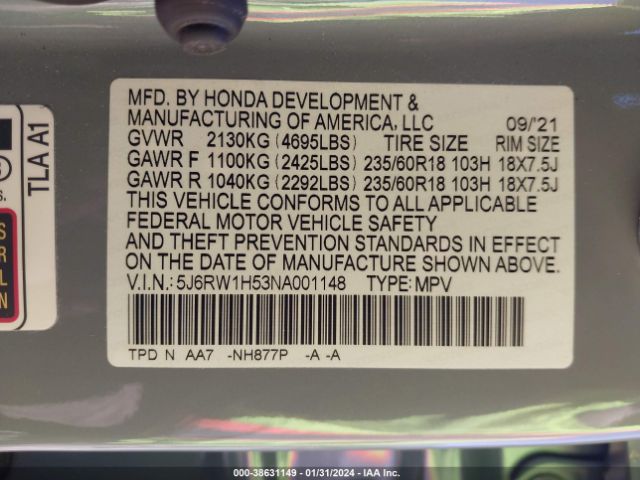 MFD. BY HONDA DEVELOPMENT &
MANUFACTURING OF AMERICA, LLC 09/'21
GVWR 2130KG (4695LBS) TIRE SIZE RIM SIZE
GAWR F 1100KG (2425LBS) 235/60R18 103H 18X7.5J
GAWR R 1040KG (2292LBS) 235/60R18 103H 18X7.5J
THIS VEHICLE CONFORMS TO ALL APPLICABLE
FEDERAL MOTOR VEHICLE SAFETY
AND THEFT PREVENTION STANDARDS IN EFFECT
ON THE DATE OF MANUFACTURE SHOWN ABOVE.
V.I.N.: 5J6RW1H53NA001148 TYPE: MPV
TPD N AA7 -NH877P -A -A
TLA A1
000-38631149 - 01/31/2024 - IAA Inc.